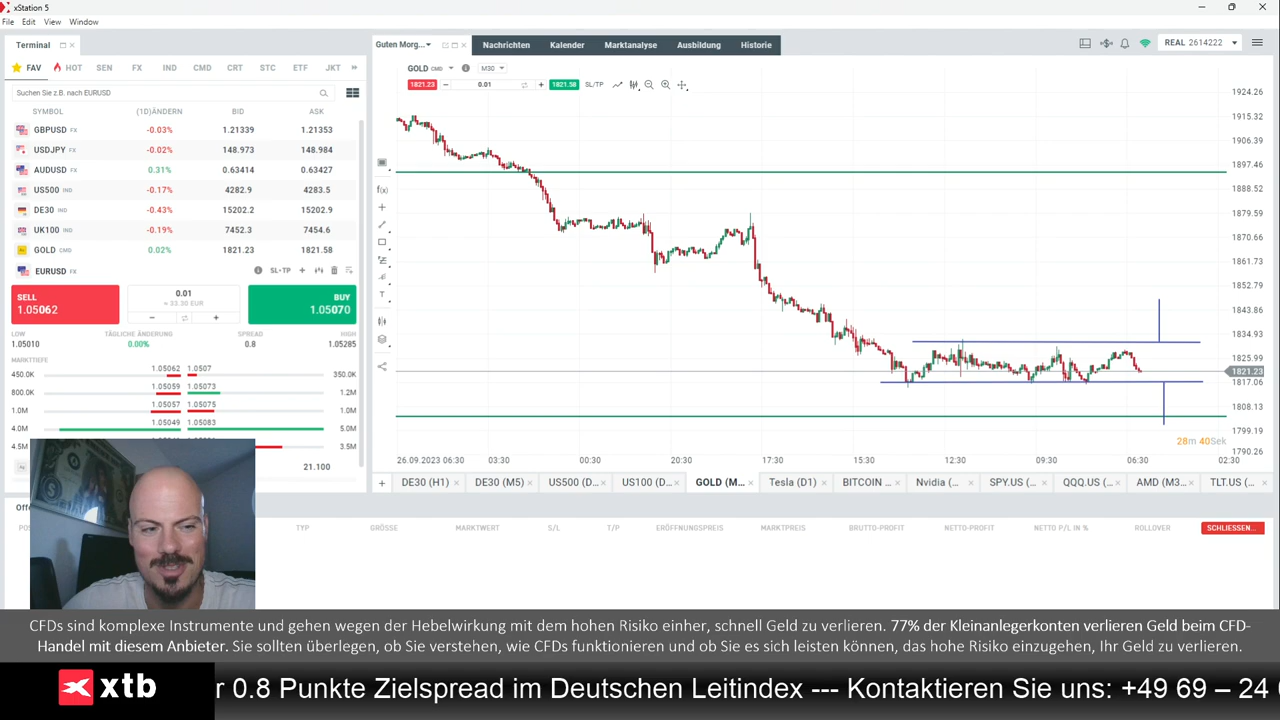 xStation 5
File Edit View Window
Terminal
FAV HOT SEN FX IND CMD CRT STC ETF JKT
Suchen Sie z.B. nach EURUSD
SYMBOL (1D)ÄNDERN BID ASK
GBPUSD FX -0.03% 1.21339 1.21353
USDJPY FX -0.02% 148.973 148.984
AUDUSD FX 0.31% 0.63414 0.63427
US500 IND -0.17% 4282.9 4283.5
DE30 IND -0.43% 15202.2 15202.9
UK100 IND -0.19% 7452.3 7454.6
GOLD CMD 0.02% 1821.23 1821.58
EURUSD FX SL+TP
SELL 0.01 BUY
1.05062 ≈ 33.30 EUR 1.05070
LOW TÄGLICHE ÄNDERUNG SPREAD HIGH
1.05010 0.00% 0.8 1.05285
MARKTTIEFE
450.0K 1.05062 1.0507 350.0K
800.0K 1.05059 1.05073 1.2M
1.0M 1.05057 1.05075 1.0M
4.0M 1.05049 1.05083 5.0M
4.5M 3.5M
21.100
Guten Morg... Nachrichten Kalender Marktanalyse Ausbildung Historie
REAL 2614222
GOLD CMD M30
1821.23 0.01 1821.58 SL/TP
f(x)
T
1924.26
1915.32
1906.39
1897.46
1888.52
1879.59
1870.66
1861.73
1852.79
1843.86
1834.93
1825.99
1821.23
1817.06
1808.13
1799.19
1790.26
28m 40Sek
26.09.2023 06:30 03:30 00:30 20:30 17:30 15:30 12:30 09:30 06:30 02:30
DE30 (H1) DE30 (M5) US500 (D... US100 (D... GOLD (M... Tesla (D1) BITCOIN ... Nvidia (... SPY.US (... QQQ.US (... AMD (M3... TLT.US (...
TYP GRÖSSE MARKTWERT S/L T/P ERÖFFNUNGSPREIS MARKTPREIS BRUTTO-PROFIT NETTO-PROFIT NETTO P/L IN % ROLLOVER SCHLIESSEN...
CFDs sind komplexe Instrumente und gehen wegen der Hebelwirkung mit dem hohen Risiko einher, schnell Geld zu verlieren. 77% der Kleinanlegerkonten verlieren Geld beim CFD-
Handel mit diesem Anbieter. Sie sollten überlegen, ob Sie verstehen, wie CFDs funktionieren und ob Sie es sich leisten können, das hohe Risiko einzugehen, Ihr Geld zu verlieren.
xtb
r 0.8 Punkte Zielspread im Deutschen Leitindex --- Kontaktieren Sie uns: +49 69 – 24